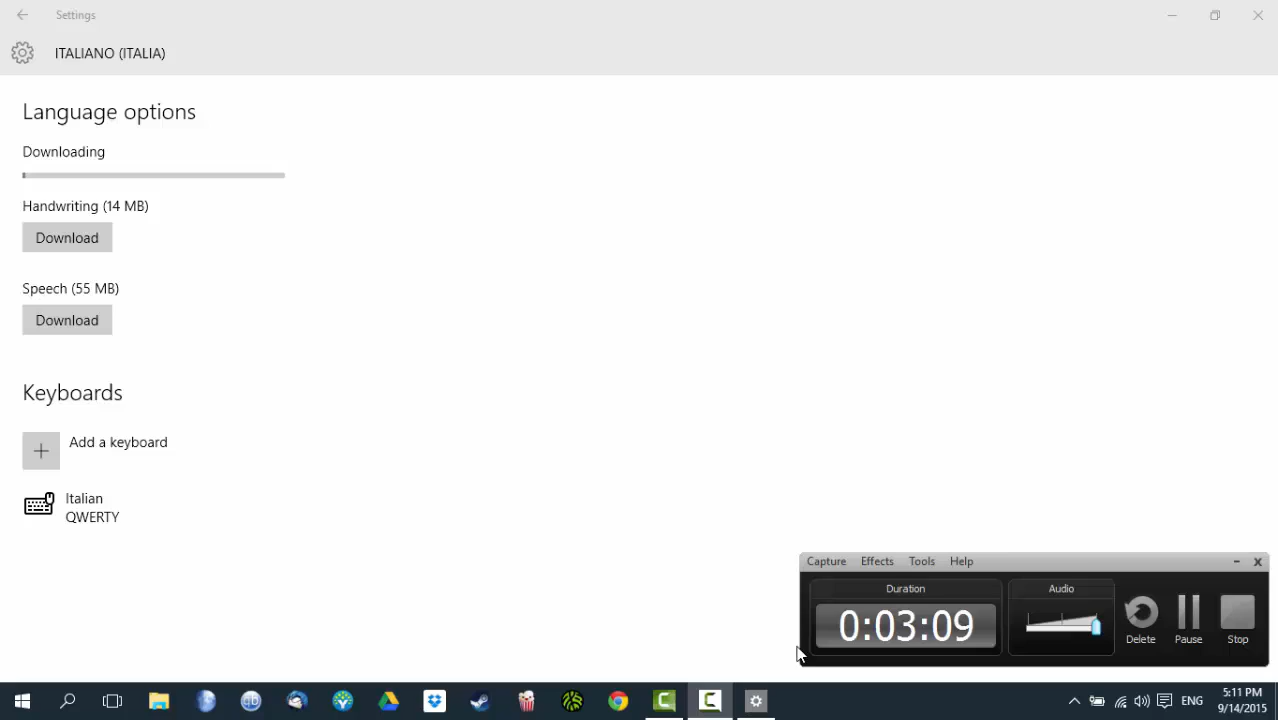 Settings
ITALIANO (ITALIA)
Language options
Downloading
Handwriting (14 MB)
Download
Speech (55 MB)
Download
Keyboards
Add a keyboard
Italian
QWERTY
Capture Effects Tools Help
Duration
0:03:09
Audio
Delete
Pause
Stop
ENG
5:11 PM
9/14/2015